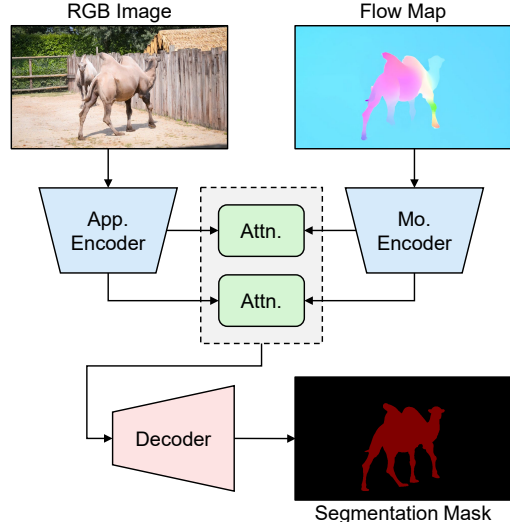 RGB Image
Flow Map
App.
Encoder
Attn.
Mo.
Encoder
Attn.
Decoder
Segmentation Mask